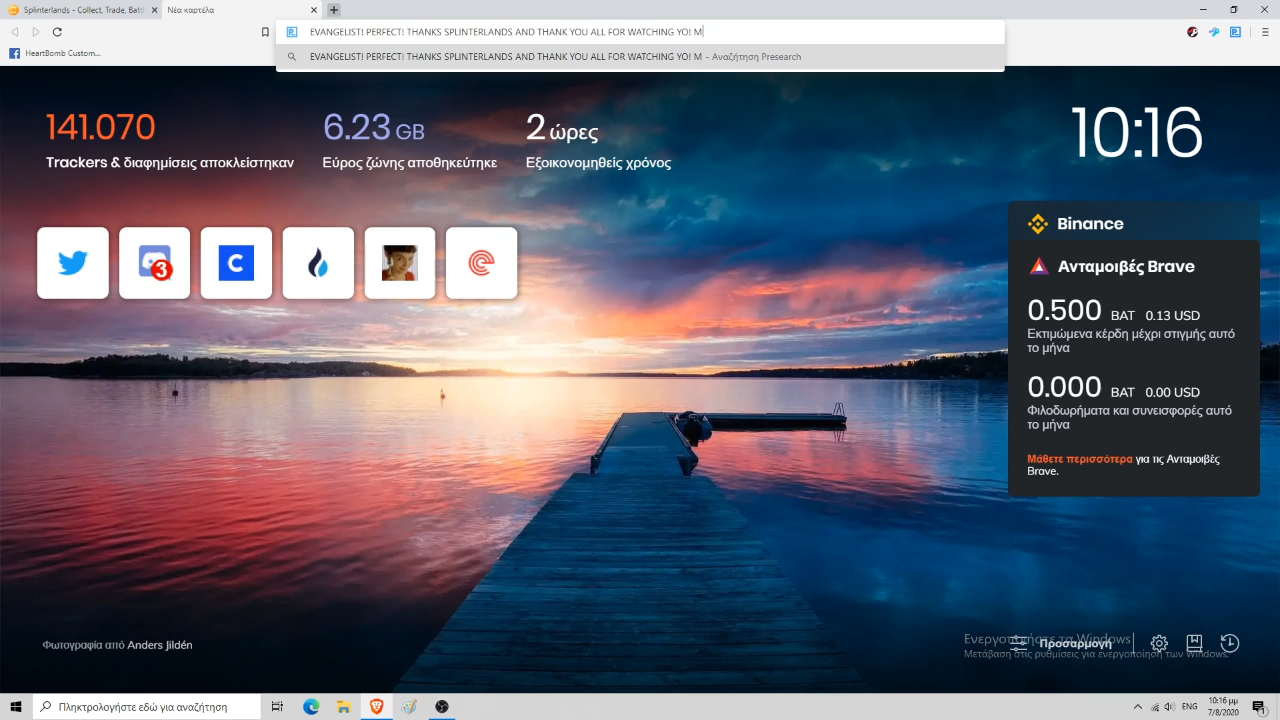 Splinterlands - Collect, Trade, Batt
Νέα καρτέλα
EVANGELIST! PERFECT! THANKS SPLINTERLANDS AND THANK YOU ALL FOR WATCHING YO! M
EVANGELIST! PERFECT! THANKS SPLINTERLANDS AND THANK YOU ALL FOR WATCHING YO! M - Αναζήτηση Presearch
HeartBomb Custom...
141.070
Trackers & διαφημίσεις αποκλείστηκαν
6.23 GB
Εύρος ζώνης αποθηκεύτηκε
2 ώρες
Εξοικονομηθείς χρόνος
10:16
3
C
Binance
Ανταμοιβές Brave
0.500 BAT 0.13 USD
Εκτιμώμενα κέρδη μέχρι στιγμής αυτό
το μήνα
0.000 BAT 0.00 USD
Φιλοδωρήματα και συνεισφορές αυτό
το μήνα
Μάθετε περισσότερα για τις Ανταμοιβές
Brave.
Φωτογραφία από Anders Jildén
Ενεργοποιήστε τα Windows
Προσαρμογή
Μετάβαση στις ρυθμίσεις για ενεργοποίηση των Windows.
Πληκτρολογήστε εδώ για αναζήτηση
ENG
10:16 μμ
7/8/2020
1